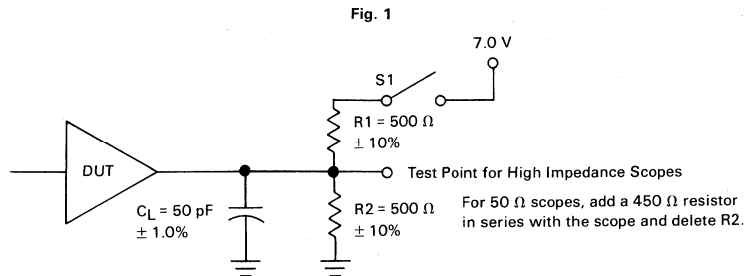 Fig. 1
7.0 V
S1
R1 = 500 Ω
± 10%
DUT
Test Point for High Impedance Scopes
CL = 50 pF
± 1.0%
R2 = 500 Ω
± 10%
For 50 Ω scopes, add a 450 Ω resistor
in series with the scope and delete R2.